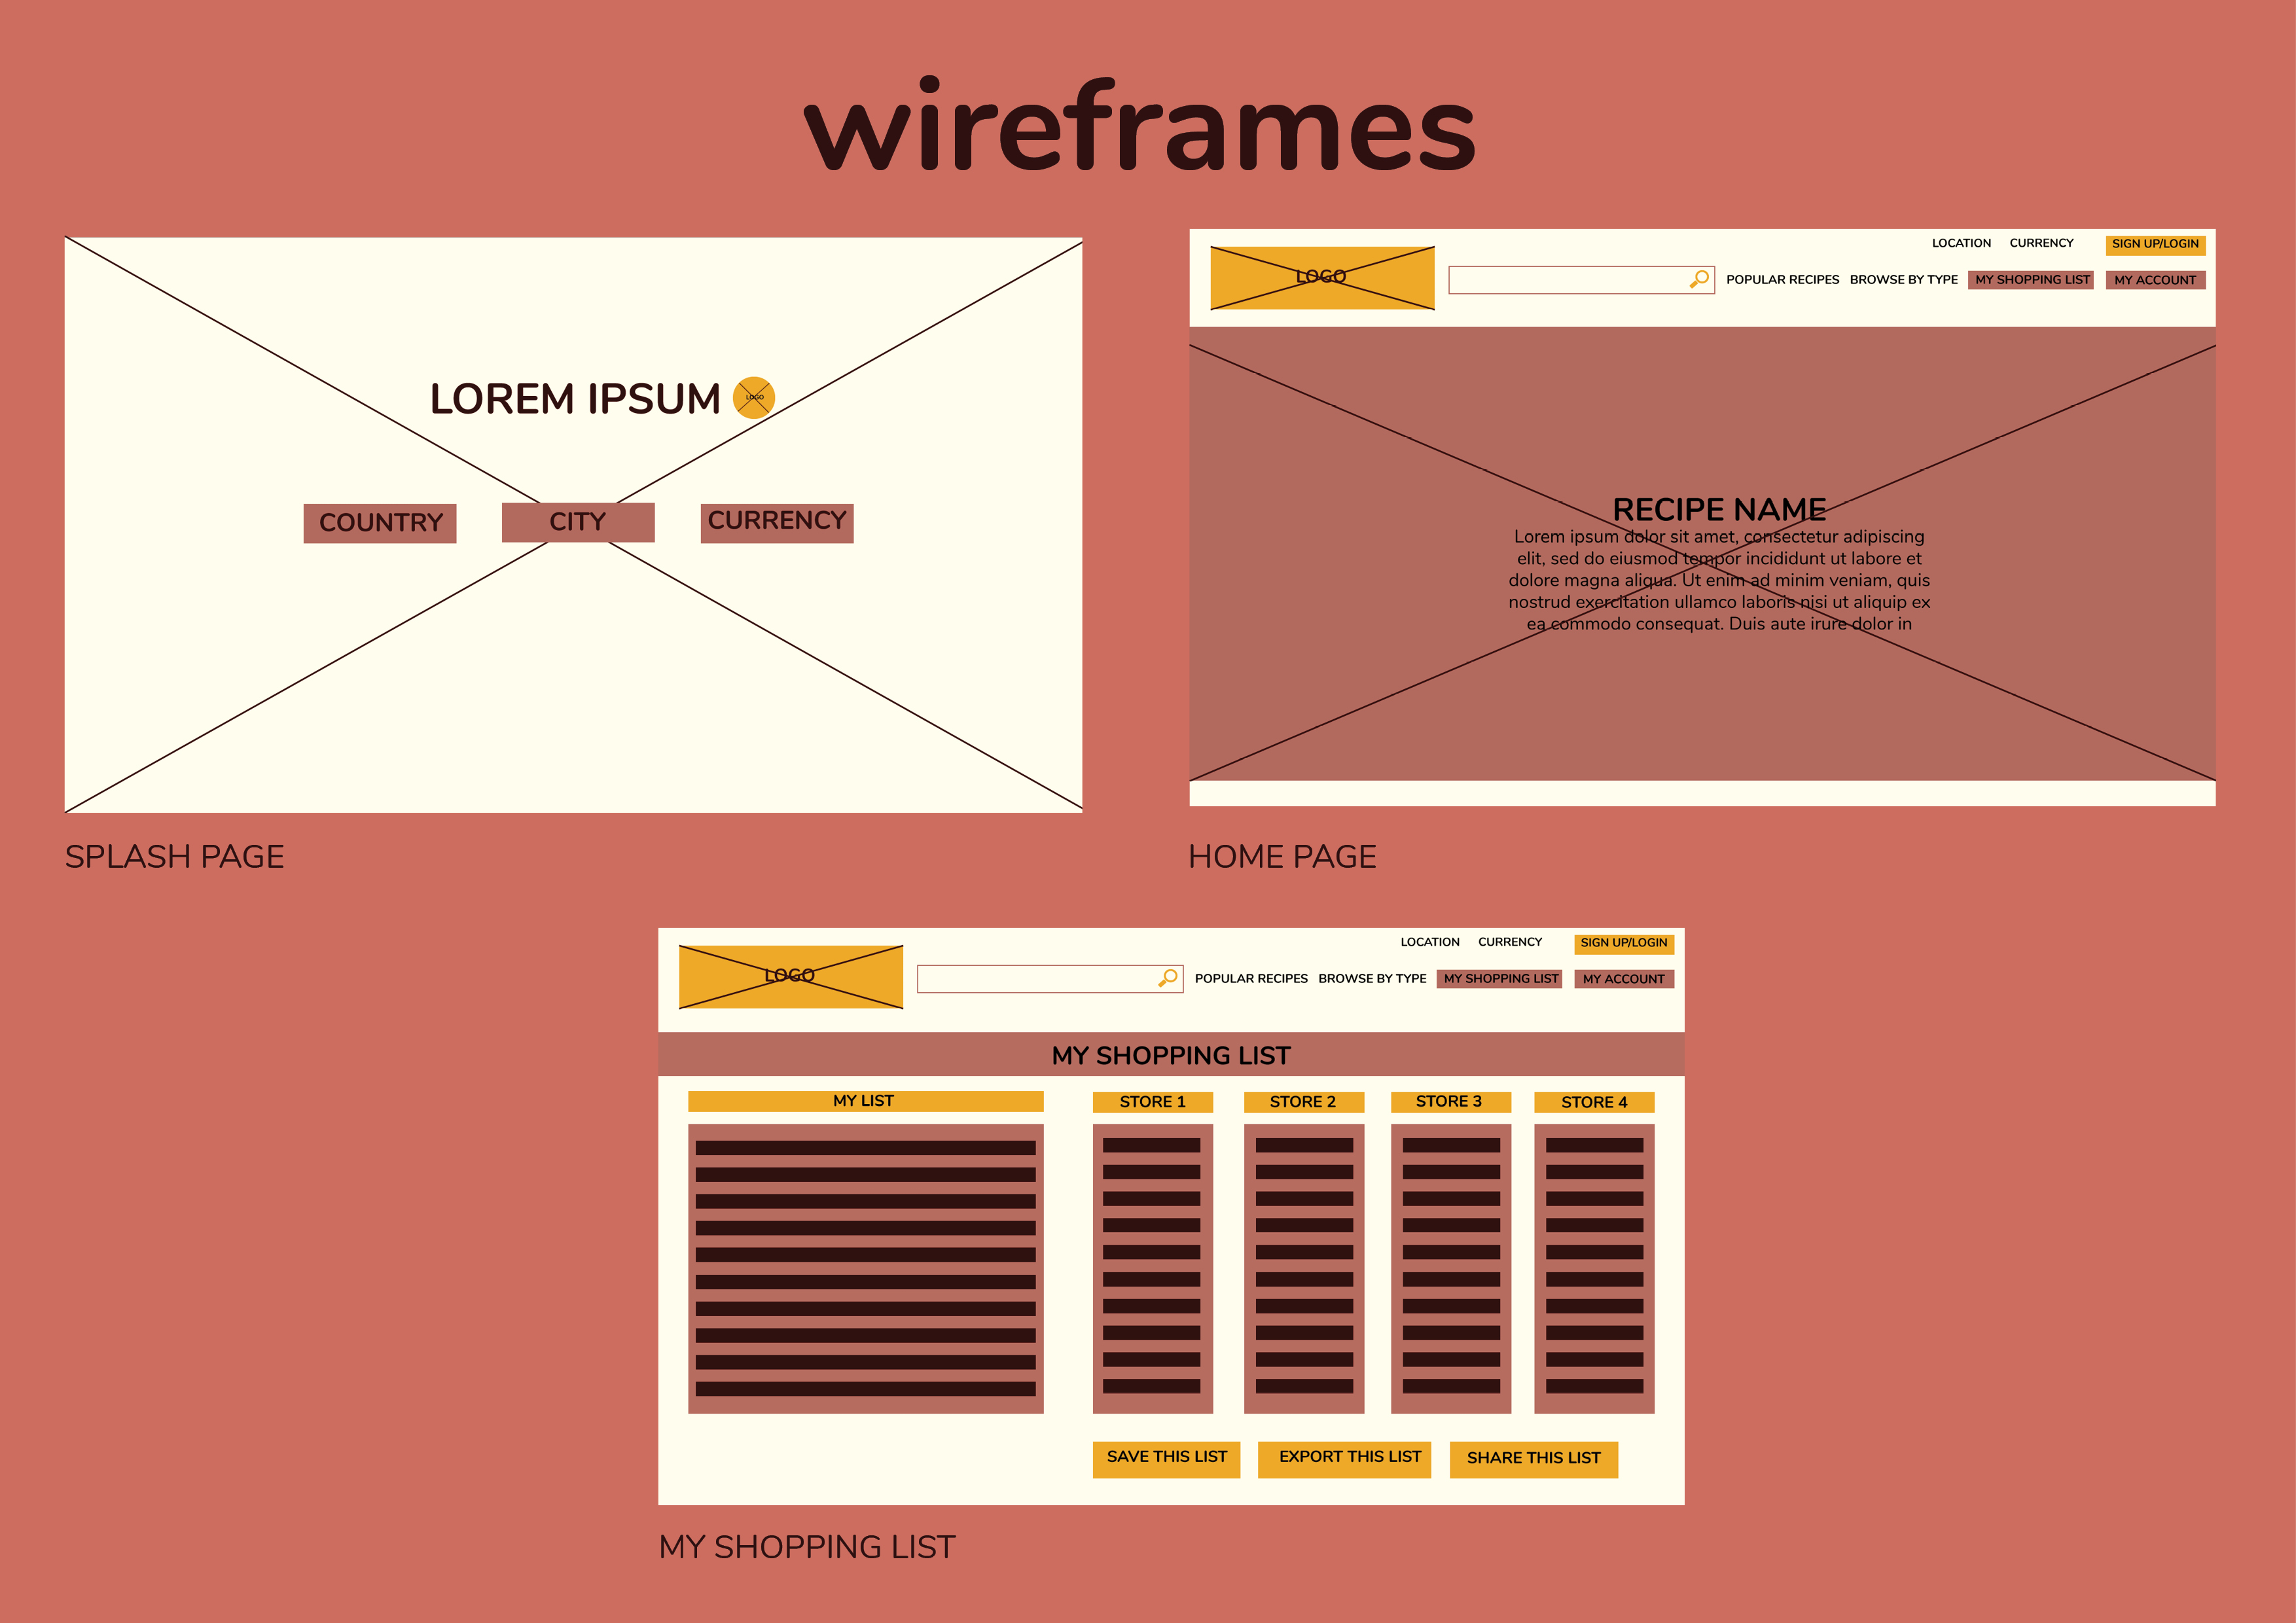 wireframes
LOREM IPSUM LOGO
COUNTRY CITY CURRENCY
SPLASH PAGE
LOCATION CURRENCY SIGN UP/LOGIN
LOGO POPULAR RECIPES BROWSE BY TYPE MY SHOPPING LIST MY ACCOUNT
RECIPE NAME
Lorem ipsum dolor sit amet, consectetur adipiscing
elit, sed do eiusmod tempor incididunt ut labore et
dolore magna aliqua. Ut enim ad minim veniam, quis
nostrud exercitation ullamco laboris nisi ut aliquip ex
ea commodo consequat. Duis aute irure dolor in
HOME PAGE
LOCATION CURRENCY SIGN UP/LOGIN
LOGO POPULAR RECIPES BROWSE BY TYPE MY SHOPPING LIST MY ACCOUNT
MY SHOPPING LIST
MY LIST STORE 1 STORE 2 STORE 3 STORE 4
SAVE THIS LIST EXPORT THIS LIST SHARE THIS LIST
MY SHOPPING LIST